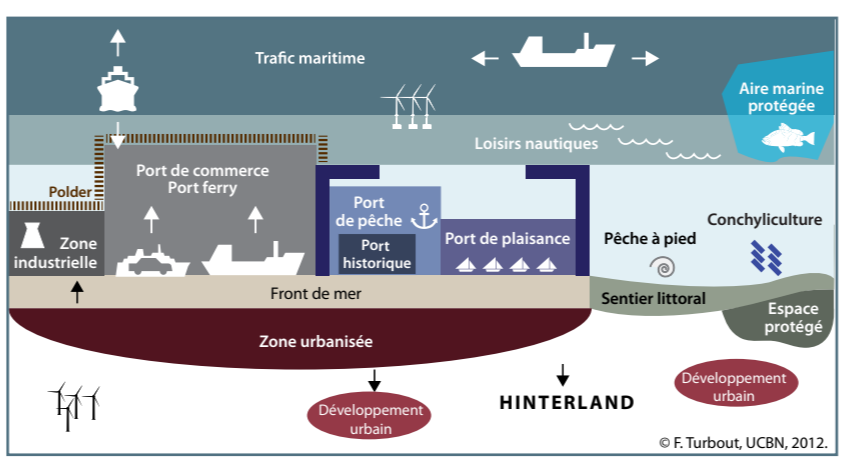 Trafic maritime
Aire marine
protégée
Loisirs nautiques
Port de commerce
Port ferry
Polder
Port
de pêche
Conchyliculture
Zone
industrielle
Port
historique
Port de plaisance
Pêche à pied
Front de mer
Sentier littoral
Espace
protégé
Zone urbanisée
Développement
urbain
HINTERLAND
Développement
urbain
© F. Turbout, UCBN, 2012.